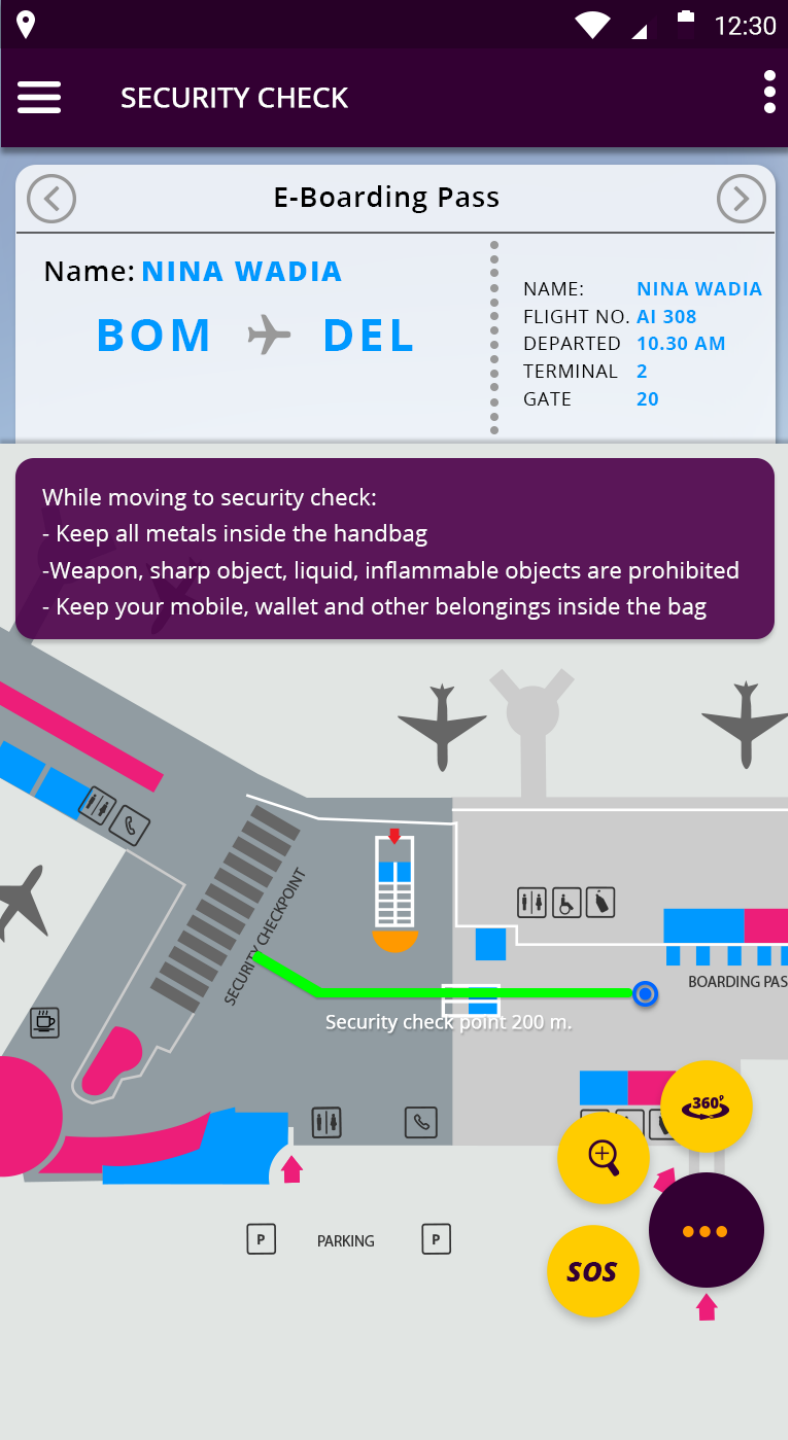 12:30
SECURITY CHECK
E-Boarding Pass
Name: NINA WADIA
BOM DEL
NAME: NINA WADIA
FLIGHT NO. AI 308
DEPARTED 10.30 AM
TERMINAL 2
GATE 20
While moving to security check:
- Keep all metals inside the handbag
-Weapon, sharp object, liquid, inflammable objects are prohibited
- Keep your mobile, wallet and other belongings inside the bag
SECURITY CHECKPOINT
BOARDING PAS
Security check point 200 m.
360°
SOS
P PARKING P